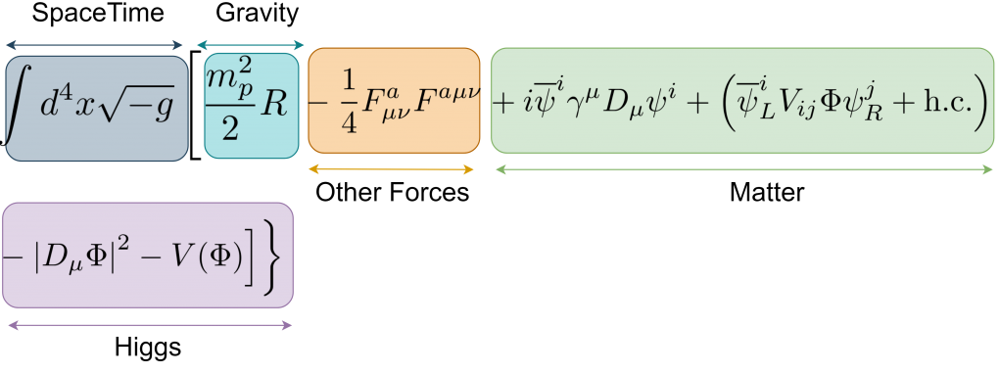 SpaceTime Gravity
∫ d⁴x√−g [ m_p²/2 R − 1/4 F^a_{μν} F^{aμν} + i ψ̄^i γ^μ D_μ ψ^i + ( ψ̄^i_L V_{ij} Φ ψ^j_R + h.c. )
Other Forces Matter
− |D_μ Φ|² − V(Φ) ] }
Higgs